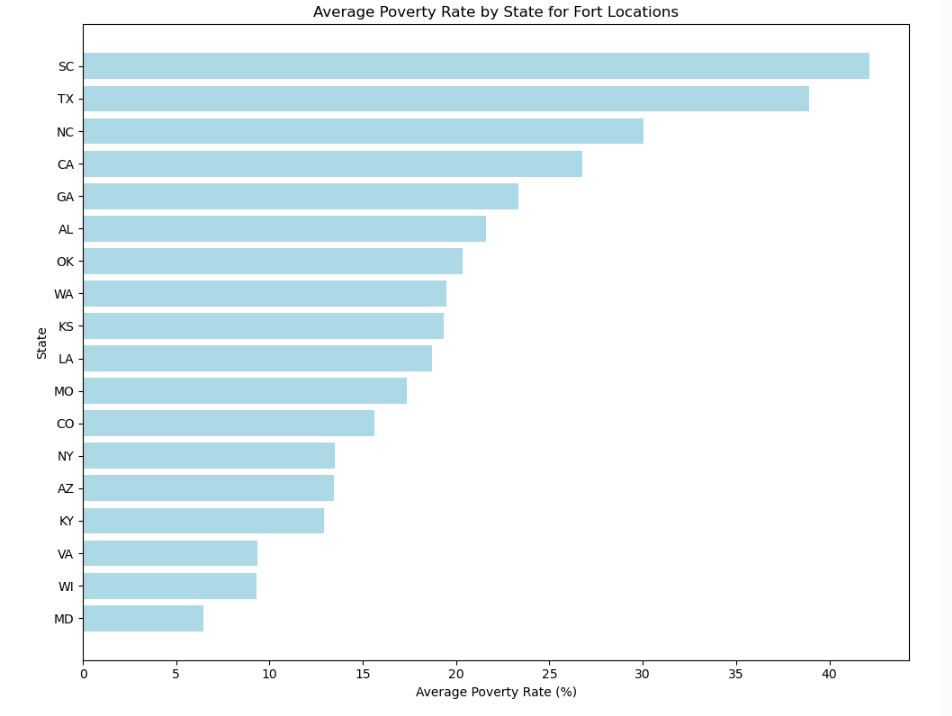 Average Poverty Rate by State for Fort Locations
SC
TX
NC
CA
GA
AL
OK
WA
KS
State
LA
MO
CO
NY
AZ
KY
VA
WI
MD
0 5 10 15 20 25 30 35 40
Average Poverty Rate (%)